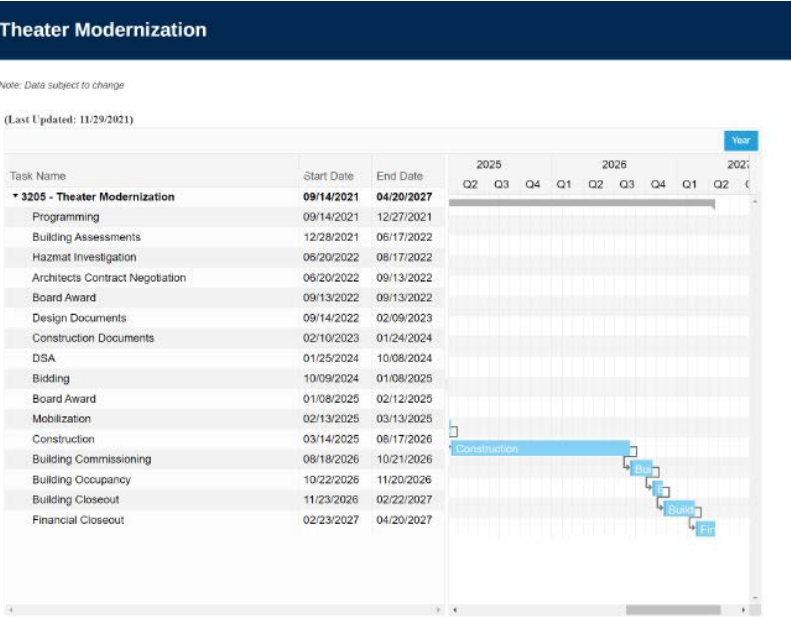 Theater Modernization
Note: Data subject to change
(Last Updated: 11/29/2021)
Year
2025 2026 2027
Task Name Start Date End Date Q2 Q3 Q4 Q1 Q2 Q3 Q4 Q1 Q2
3205 - Theater Modernization 09/14/2021 04/20/2027
Programming 09/14/2021 12/27/2021
Building Assessments 12/28/2021 06/17/2022
Hazmat Investigation 06/20/2022 08/17/2022
Architects Contract Negotiation 06/20/2022 09/13/2022
Board Award 09/13/2022 09/13/2022
Design Documents 09/14/2022 02/09/2023
Construction Documents 02/10/2023 01/24/2024
DSA 01/25/2024 10/08/2024
Bidding 10/09/2024 01/08/2025
Board Award 01/08/2025 02/12/2025
Mobilization 02/13/2025 03/13/2025
Construction 03/14/2025 08/17/2026 Construction
Building Commissioning 08/18/2026 10/21/2026 Bui
Building Occupancy 10/22/2026 11/20/2026
Building Closeout 11/23/2026 02/22/2027 Build
Financial Closeout 02/23/2027 04/20/2027 Fin